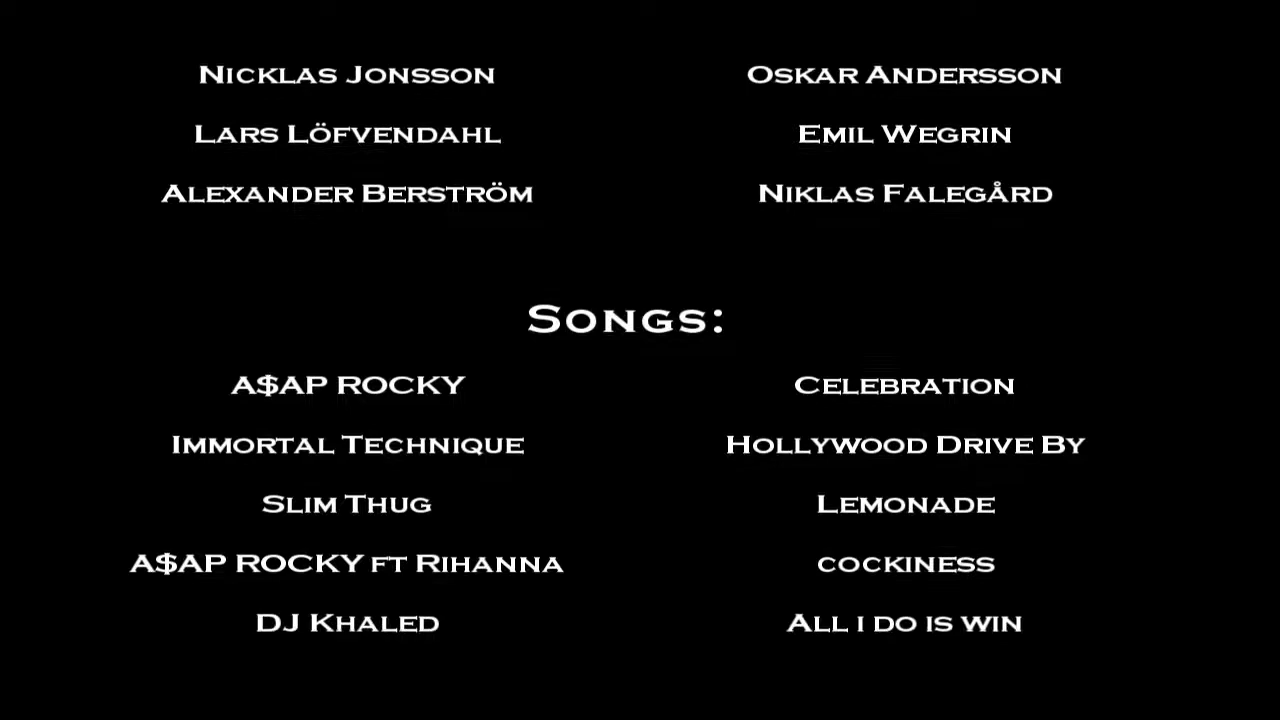 Nicklas Jonsson Oskar Andersson
Lars Löfvendahl Emil Wegrin
Alexander Berström Niklas Falegård
Songs:
A$AP ROCKY Celebration
Immortal Technique Hollywood Drive By
Slim Thug Lemonade
A$AP ROCKY ft Rihanna cockiness
DJ Khaled All i do is win